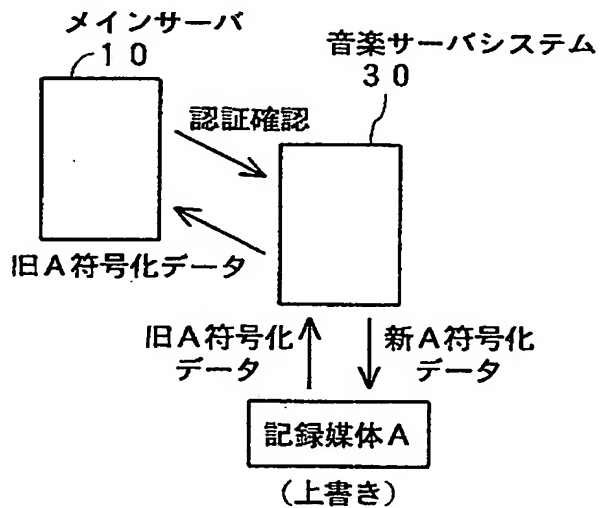 メインサーバ
10
音楽サーバシステム
30
認証確認
旧A符号化データ
旧A符号化
データ
新A符号化
データ
記録媒体A
(上書き)